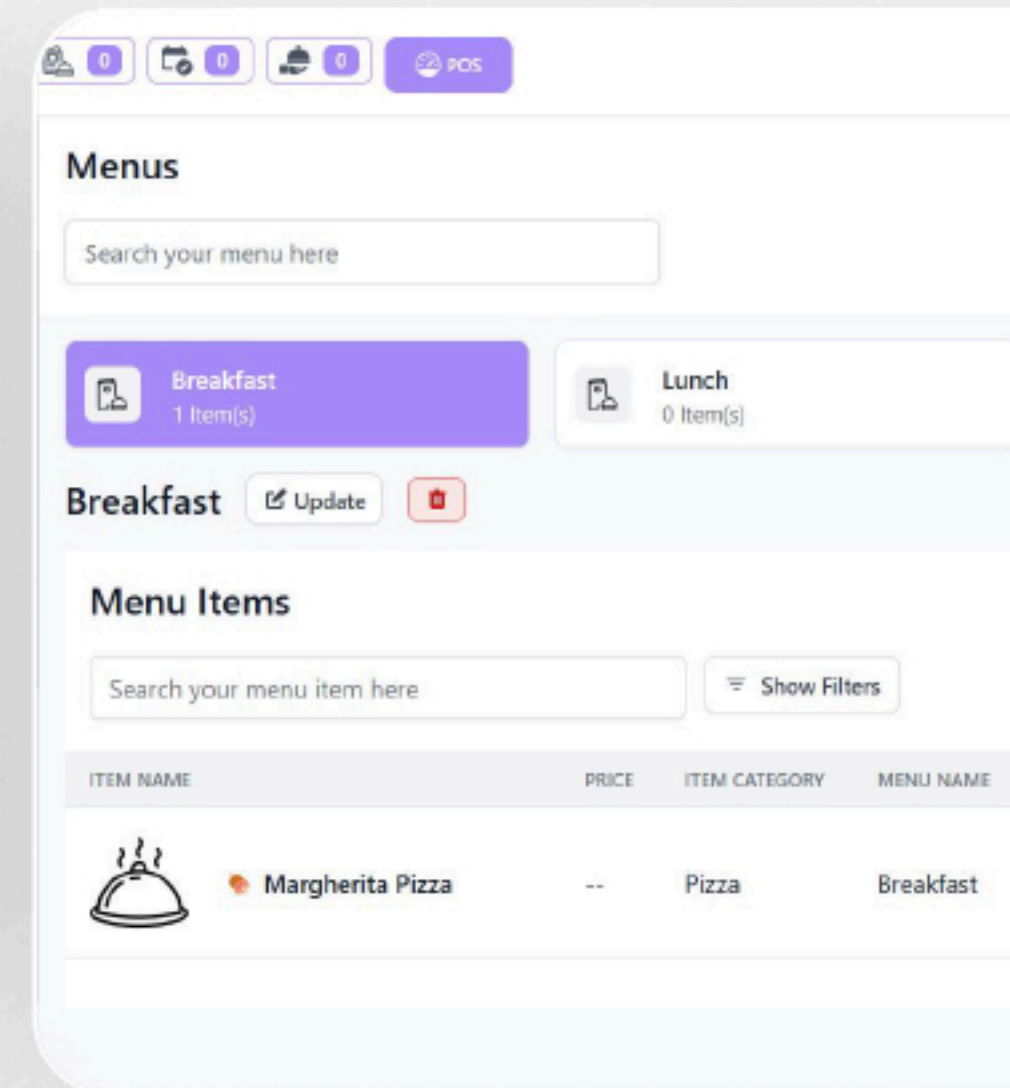 0 0 0 POS
Menus
Search your menu here
Breakfast
1 Item(s)
Lunch
0 Item(s)
Breakfast Update
Menu Items
Search your menu item here Show Filters
ITEM NAME PRICE ITEM CATEGORY MENU NAME
Margherita Pizza -- Pizza Breakfast